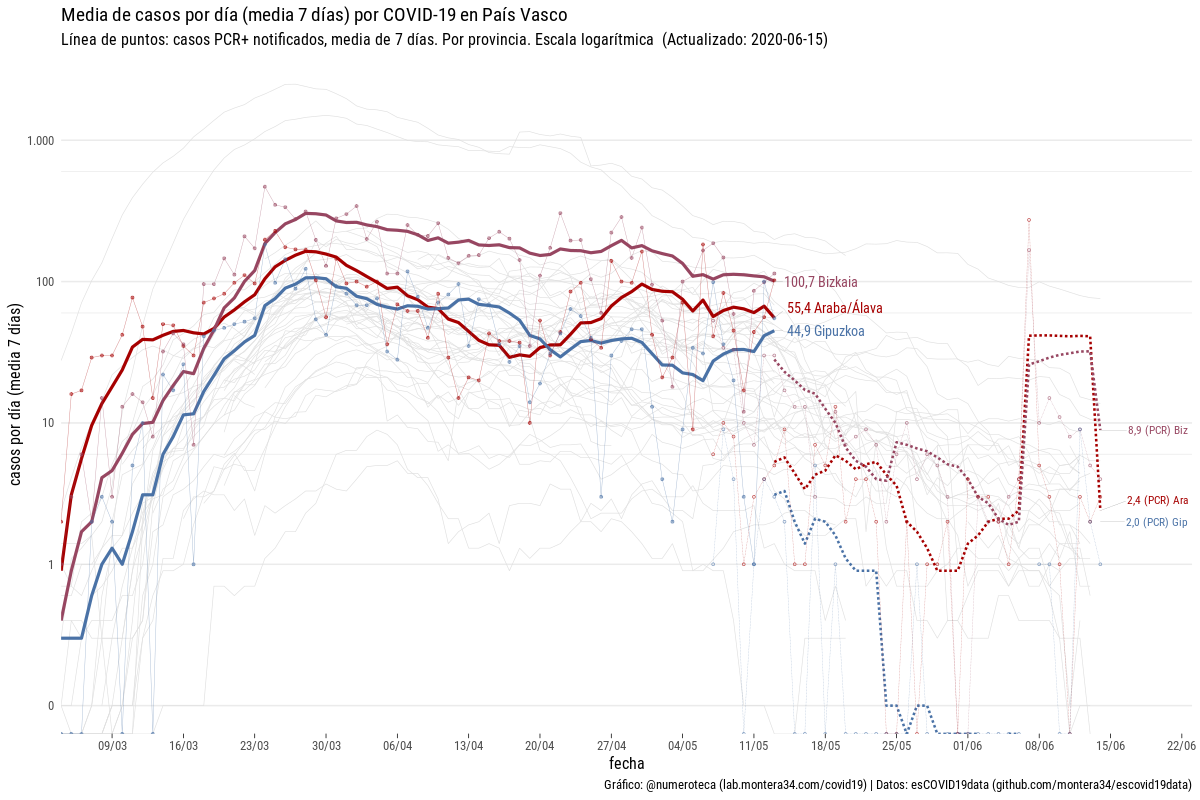 Media de casos por día (media 7 días) por COVID-19 en País Vasco
Línea de puntos: casos PCR+ notificados, media de 7 días. Por provincia. Escala logarítmica (Actualizado: 2020-06-15)
casos por día (media 7 días)
1.000
100
10
1
0
100,7 Bizkaia
55,4 Araba/Álava
44,9 Gipuzkoa
8,9 (PCR) Biz
2,4 (PCR) Ara
2,0 (PCR) Gip
09/03 16/03 23/03 30/03 06/04 13/04 20/04 27/04 04/05 11/05 18/05 25/05 01/06 08/06 15/06 22/06
fecha
Gráfico: @numeroteca (lab.montera34.com/covid19) | Datos: esCOVID19data (github.com/montera34/escovid19data)